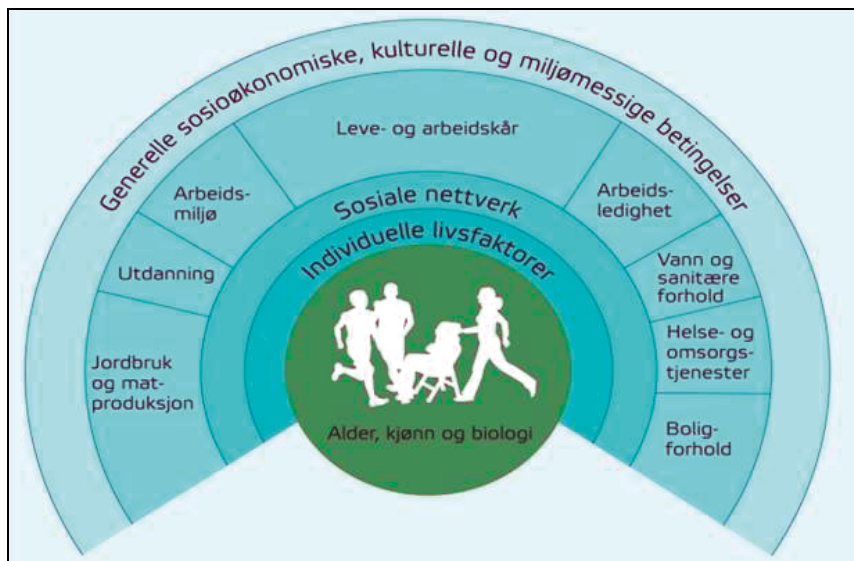 Generelle sosioøkonomiske, kulturelle og miljømessige betingelser
Leve- og arbeidskår
Arbeids-
miljø
Arbeids-
ledighet
Sosiale nettverk
Individuelle livsfaktorer
Utdanning
Vann og
sanitære
forhold
Jordbruk
og mat-
produksjon
Helse- og
omsorgs-
tjenester
Bolig-
forhold
Alder, kjønn og biologi